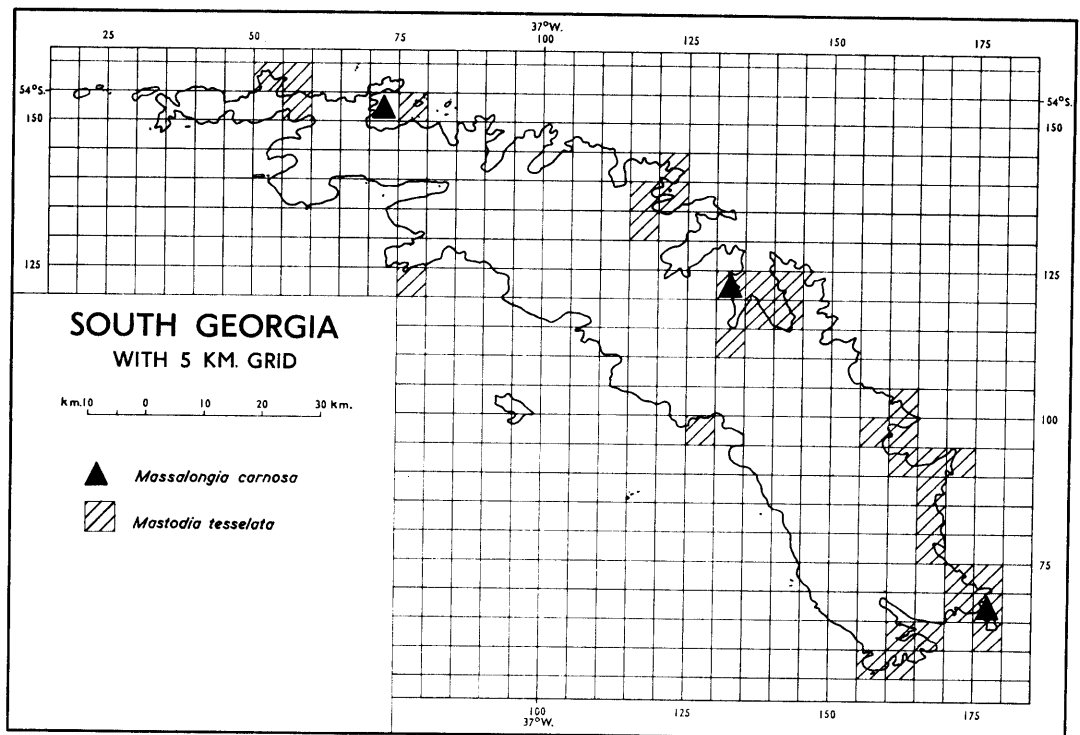 37°W.
25 50 75 100 125 150 175
54°S.
54°S.
150
150
125
125
SOUTH GEORGIA
WITH 5 KM. GRID
km.10 0 10 20 30 km.
100
Massalongia carnosa
Mastodia tesselata
75
100 125 150 175
37°W.